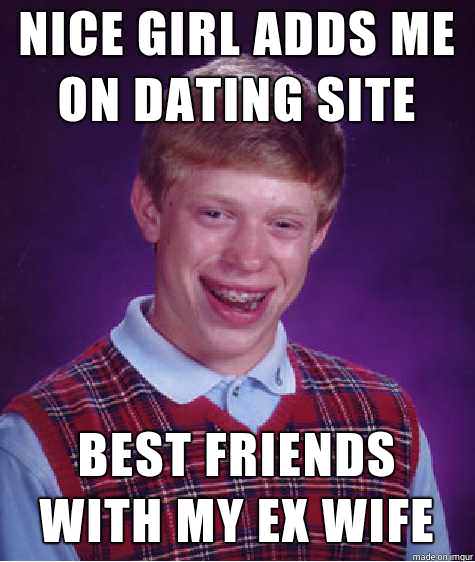 NICE GIRL ADDS ME
ON DATING SITE
BEST FRIENDS
WITH MY EX WIFE
made on imgur